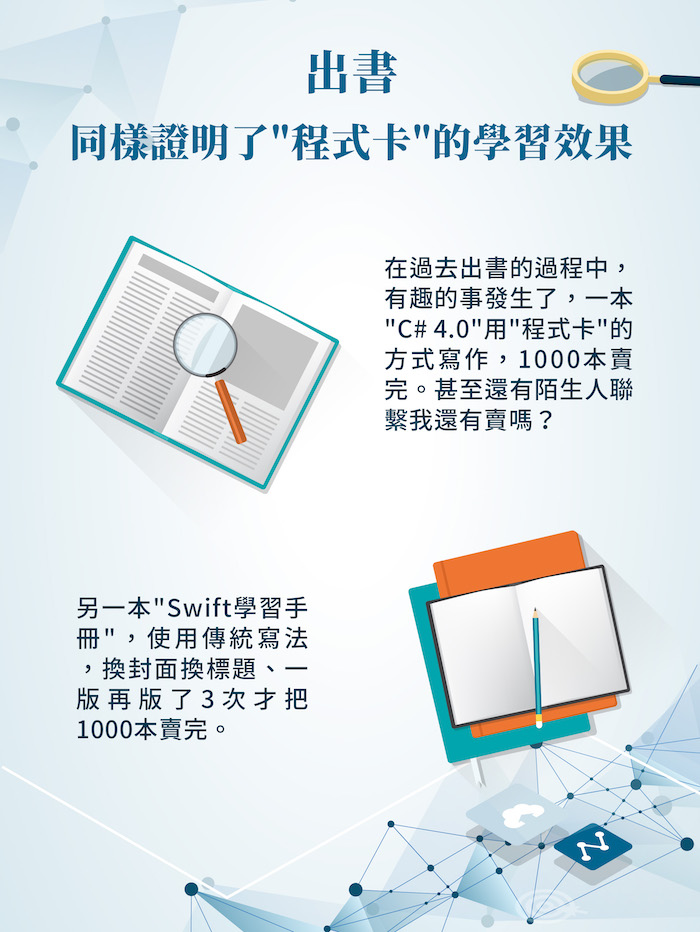 出書
同樣證明了"程式卡"的學習效果
在過去出書的過程中，
有趣的事發生了，一本
"C# 4.0"用"程式卡"的
方式寫作，1000本賣
完。甚至還有陌生人聯
繫我還有賣嗎？
另一本"Swift學習手
冊"，使用傳統寫法
，換封面換標題、一
版再版了3次才把
1000本賣完。